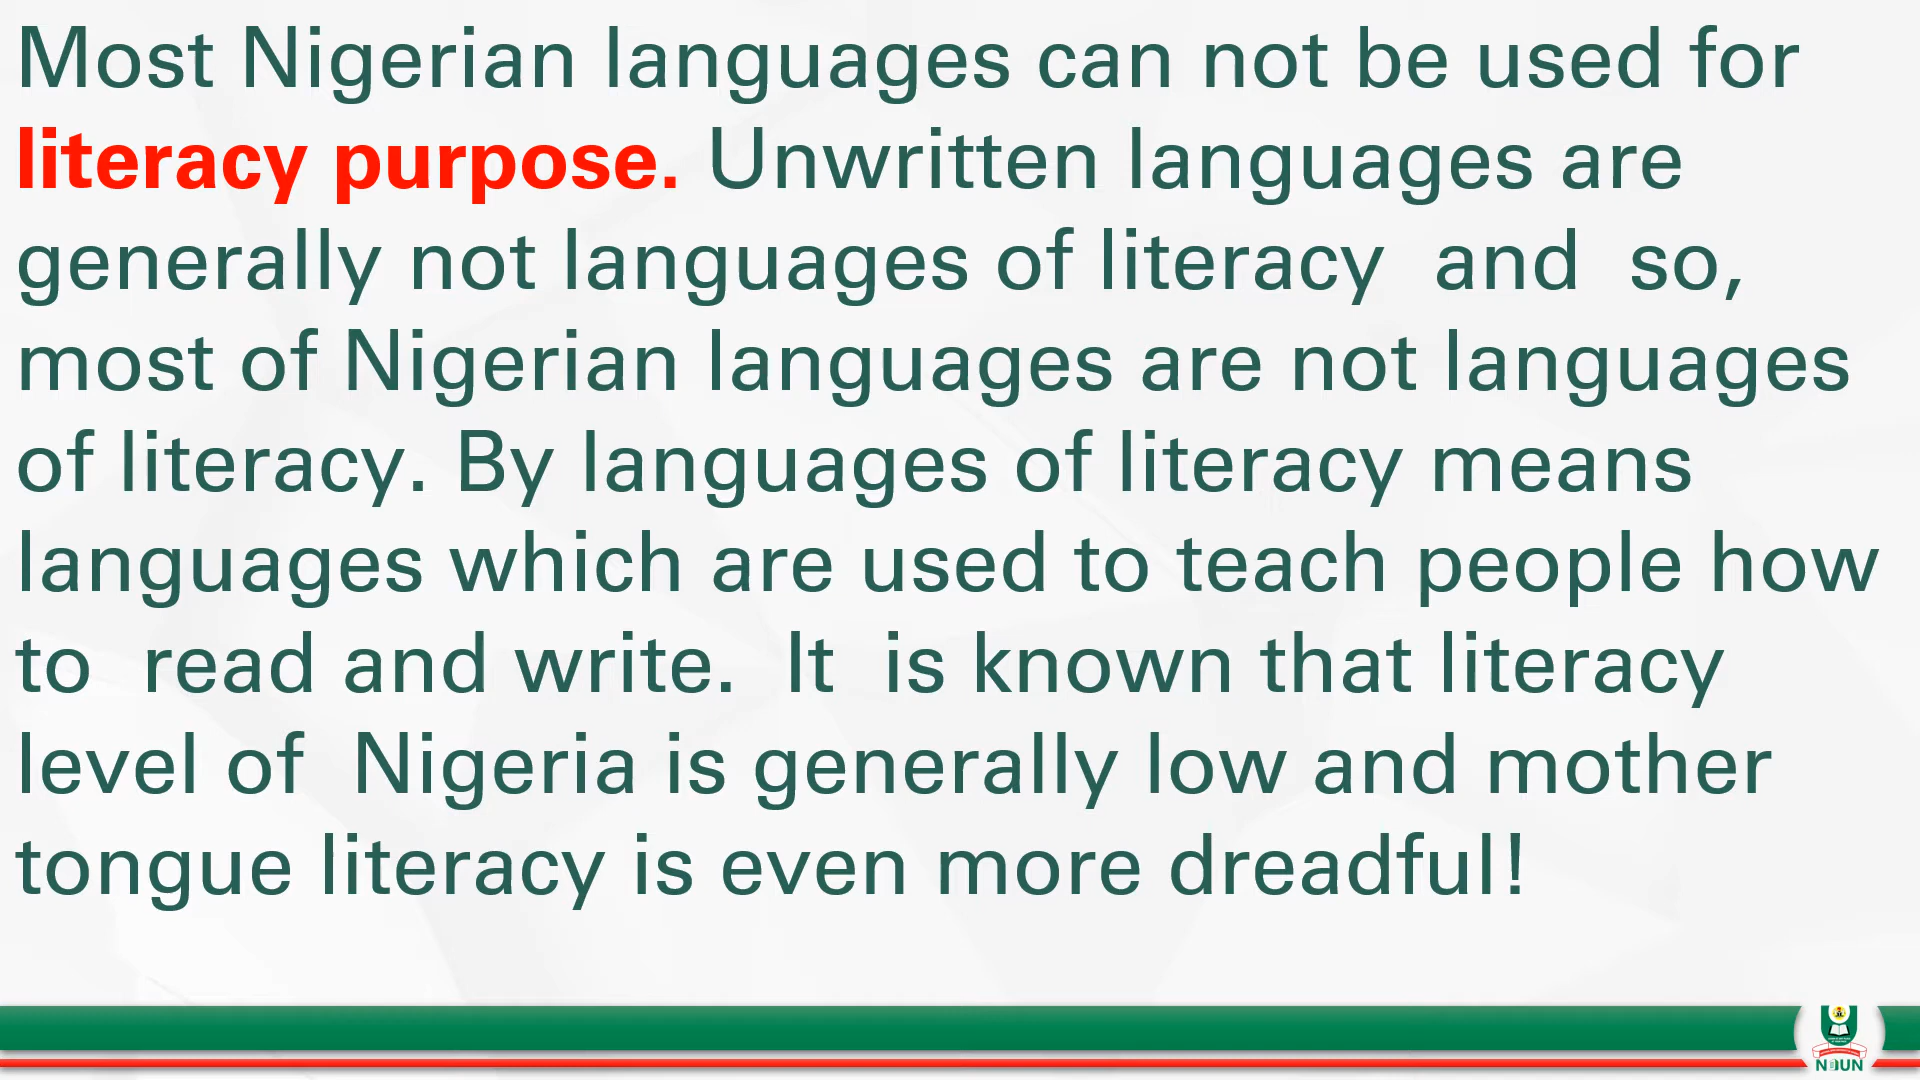 Most Nigerian languages can not be used for
literacy purpose. Unwritten languages are
generally not languages of literacy and so,
most of Nigerian languages are not languages
of literacy. By languages of literacy means
languages which are used to teach people how
to read and write. It is known that literacy
level of Nigeria is generally low and mother
tongue literacy is even more dreadful!
NOUN